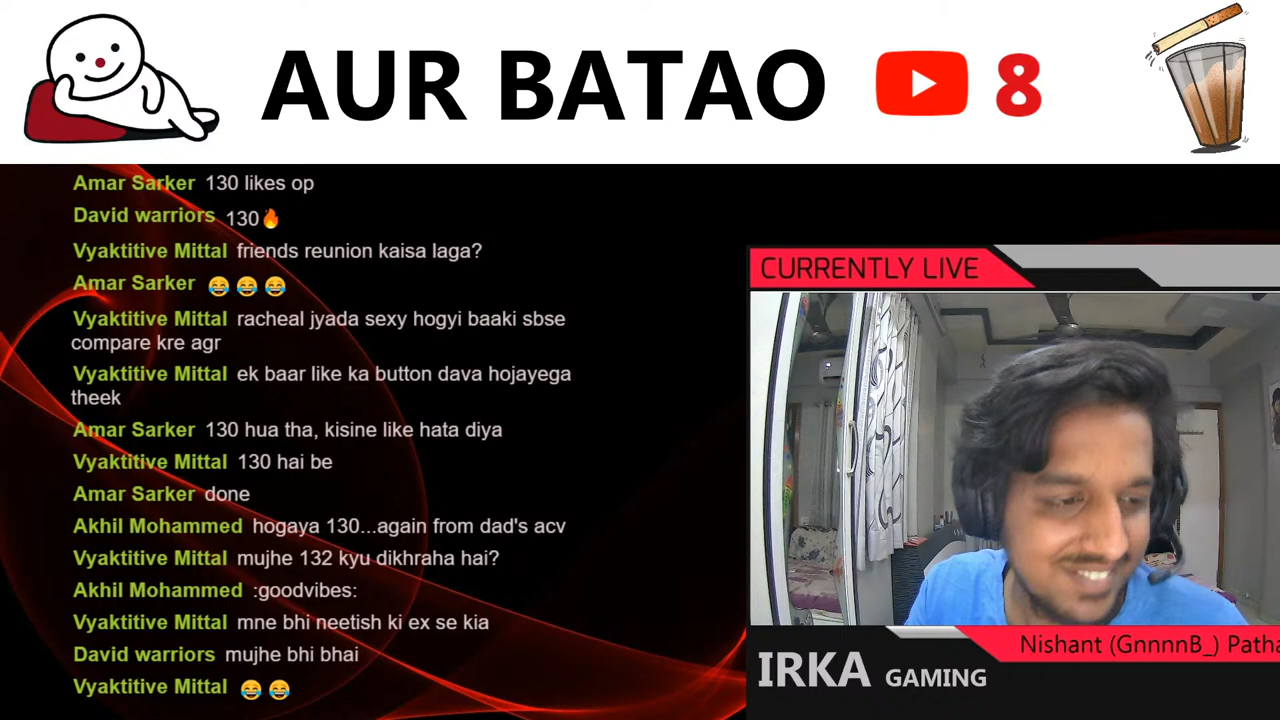 AUR BATAO 8
Amar Sarker 130 likes op
David warriors 130🔥
Vyaktitive Mittal friends reunion kaisa laga?
Amar Sarker 😂 😂 😂
Vyaktitive Mittal racheal jyada sexy hogyi baaki sbse
compare kre agr
Vyaktitive Mittal ek baar like ka button dava hojayega
theek
Amar Sarker 130 hua tha, kisine like hata diya
Vyaktitive Mittal 130 hai be
Amar Sarker done
Akhil Mohammed hogaya 130...again from dad's acv
Vyaktitive Mittal mujhe 132 kyu dikhraha hai?
Akhil Mohammed :goodvibes:
Vyaktitive Mittal mne bhi neetish ki ex se kia
David warriors mujhe bhi bhai
Vyaktitive Mittal 😂 😂
CURRENTLY LIVE
Nishant (GnnnnB_) Patha
IRKA GAMING